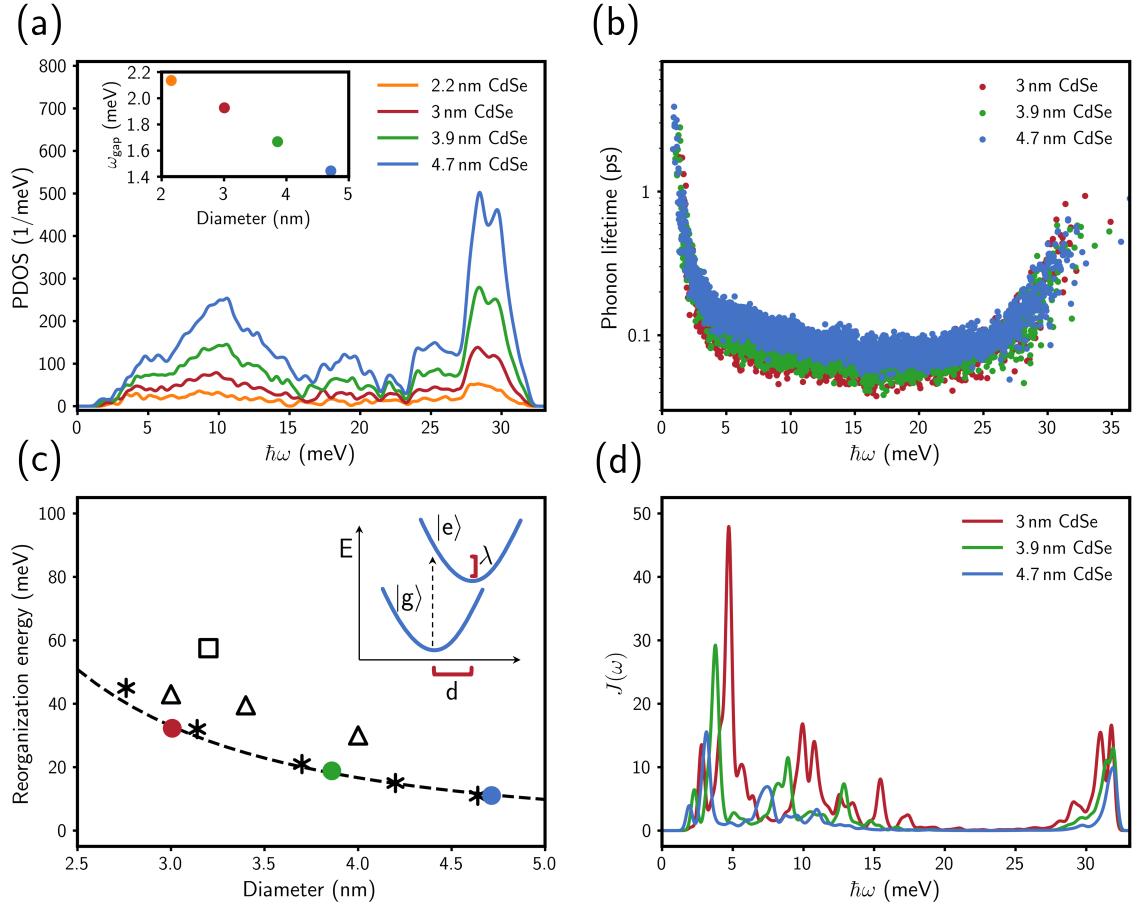 (a)
800
700
600
500
400
300
200
100
0
PDOS (1/meV)
0 5 10 15 20 25 30
ħω (meV)
2.2
2.0
1.8
1.6
1.4
ω_gap (meV)
2 3 4 5
Diameter (nm)
2.2 nm CdSe
3 nm CdSe
3.9 nm CdSe
4.7 nm CdSe
(b)
1
0.1
Phonon lifetime (ps)
0 5 10 15 20 25 30 35
ħω (meV)
3 nm CdSe
3.9 nm CdSe
4.7 nm CdSe
(c)
100
80
60
40
20
0
Reorganization energy (meV)
2.5 3.0 3.5 4.0 4.5 5.0
Diameter (nm)
E
|e⟩
λ
|g⟩
d
(d)
50
40
30
20
10
0
J(ω)
0 5 10 15 20 25 30
ħω (meV)
3 nm CdSe
3.9 nm CdSe
4.7 nm CdSe